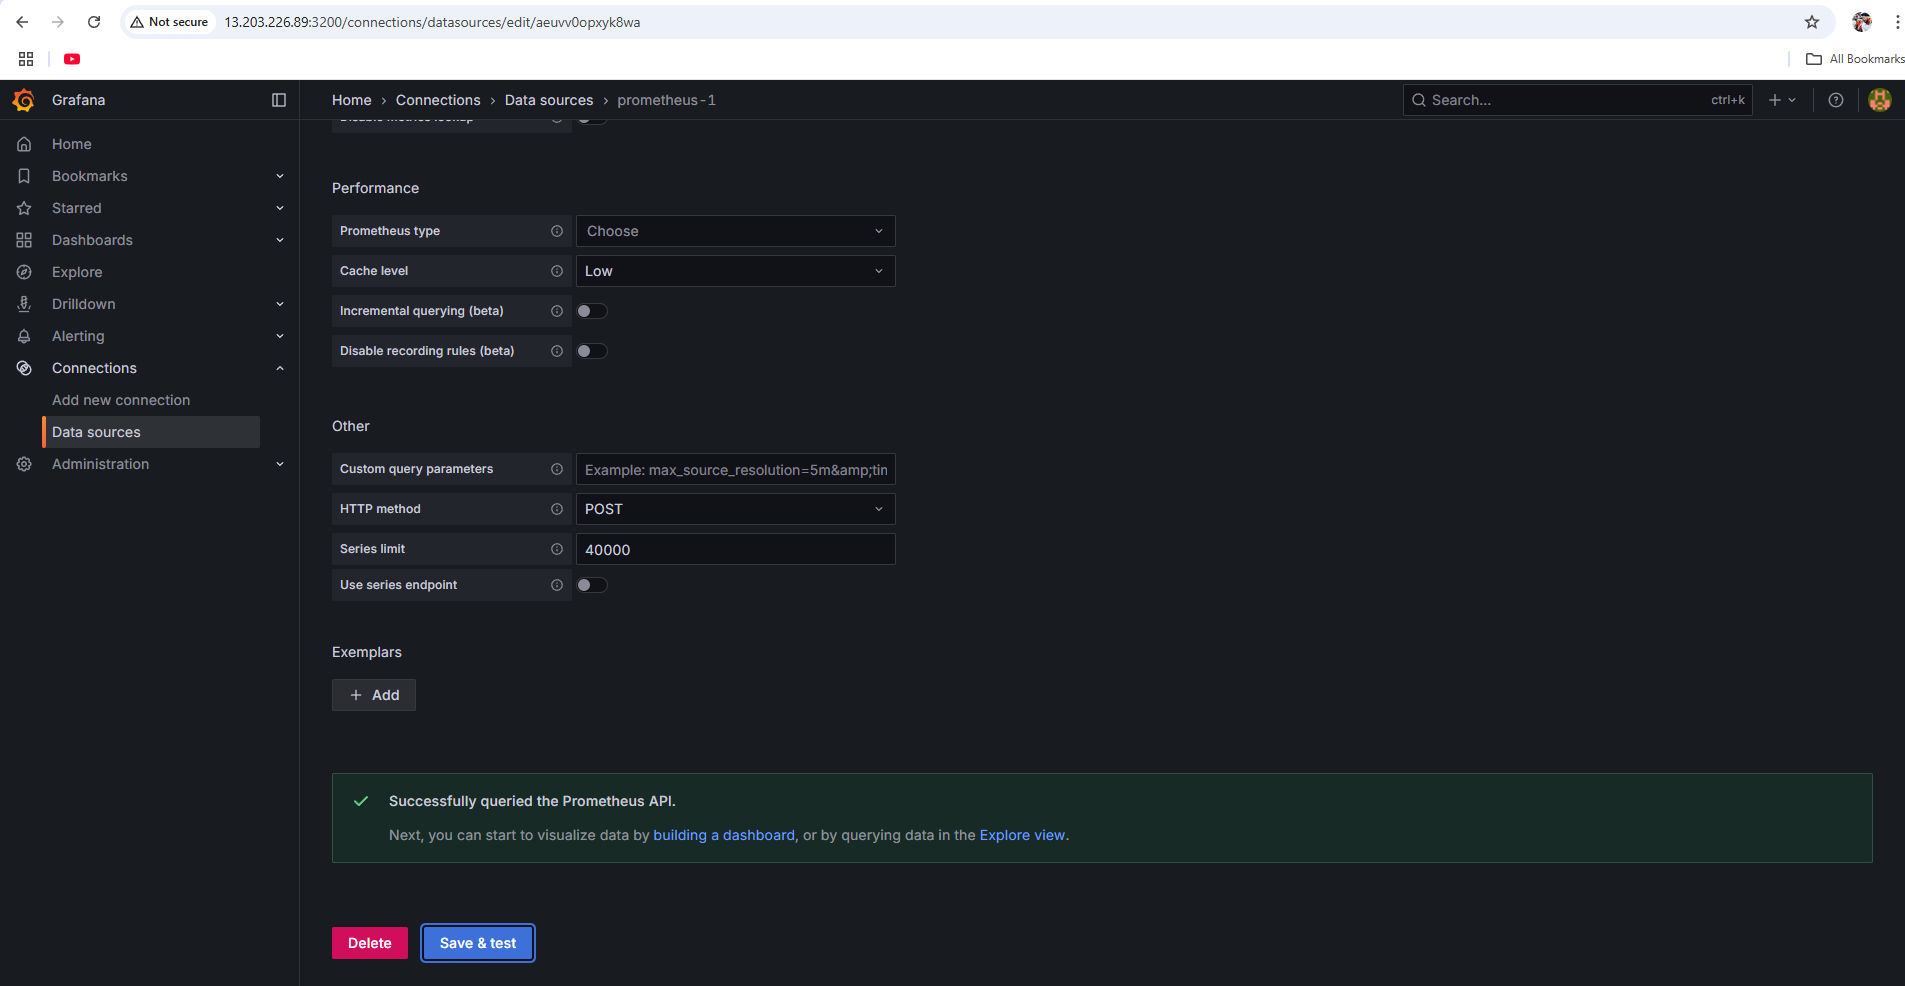 Not secure
13.203.226.89:3200/connections/datasources/edit/aeuvv0opxyk8wa
All Bookmarks
Grafana
Home › Connections › Data sources › prometheus-1
Search...
ctrl+k
Home
Bookmarks
Starred
Dashboards
Explore
Drilldown
Alerting
Connections
Add new connection
Data sources
Administration
Disable metrics lookup
Performance
Prometheus type
Choose
Cache level
Low
Incremental querying (beta)
Disable recording rules (beta)
Other
Custom query parameters
Example: max_source_resolution=5m&amp;tin
HTTP method
POST
Series limit
40000
Use series endpoint
Exemplars
+ Add
Successfully queried the Prometheus API.
Next, you can start to visualize data by building a dashboard, or by querying data in the Explore view.
Delete
Save & test